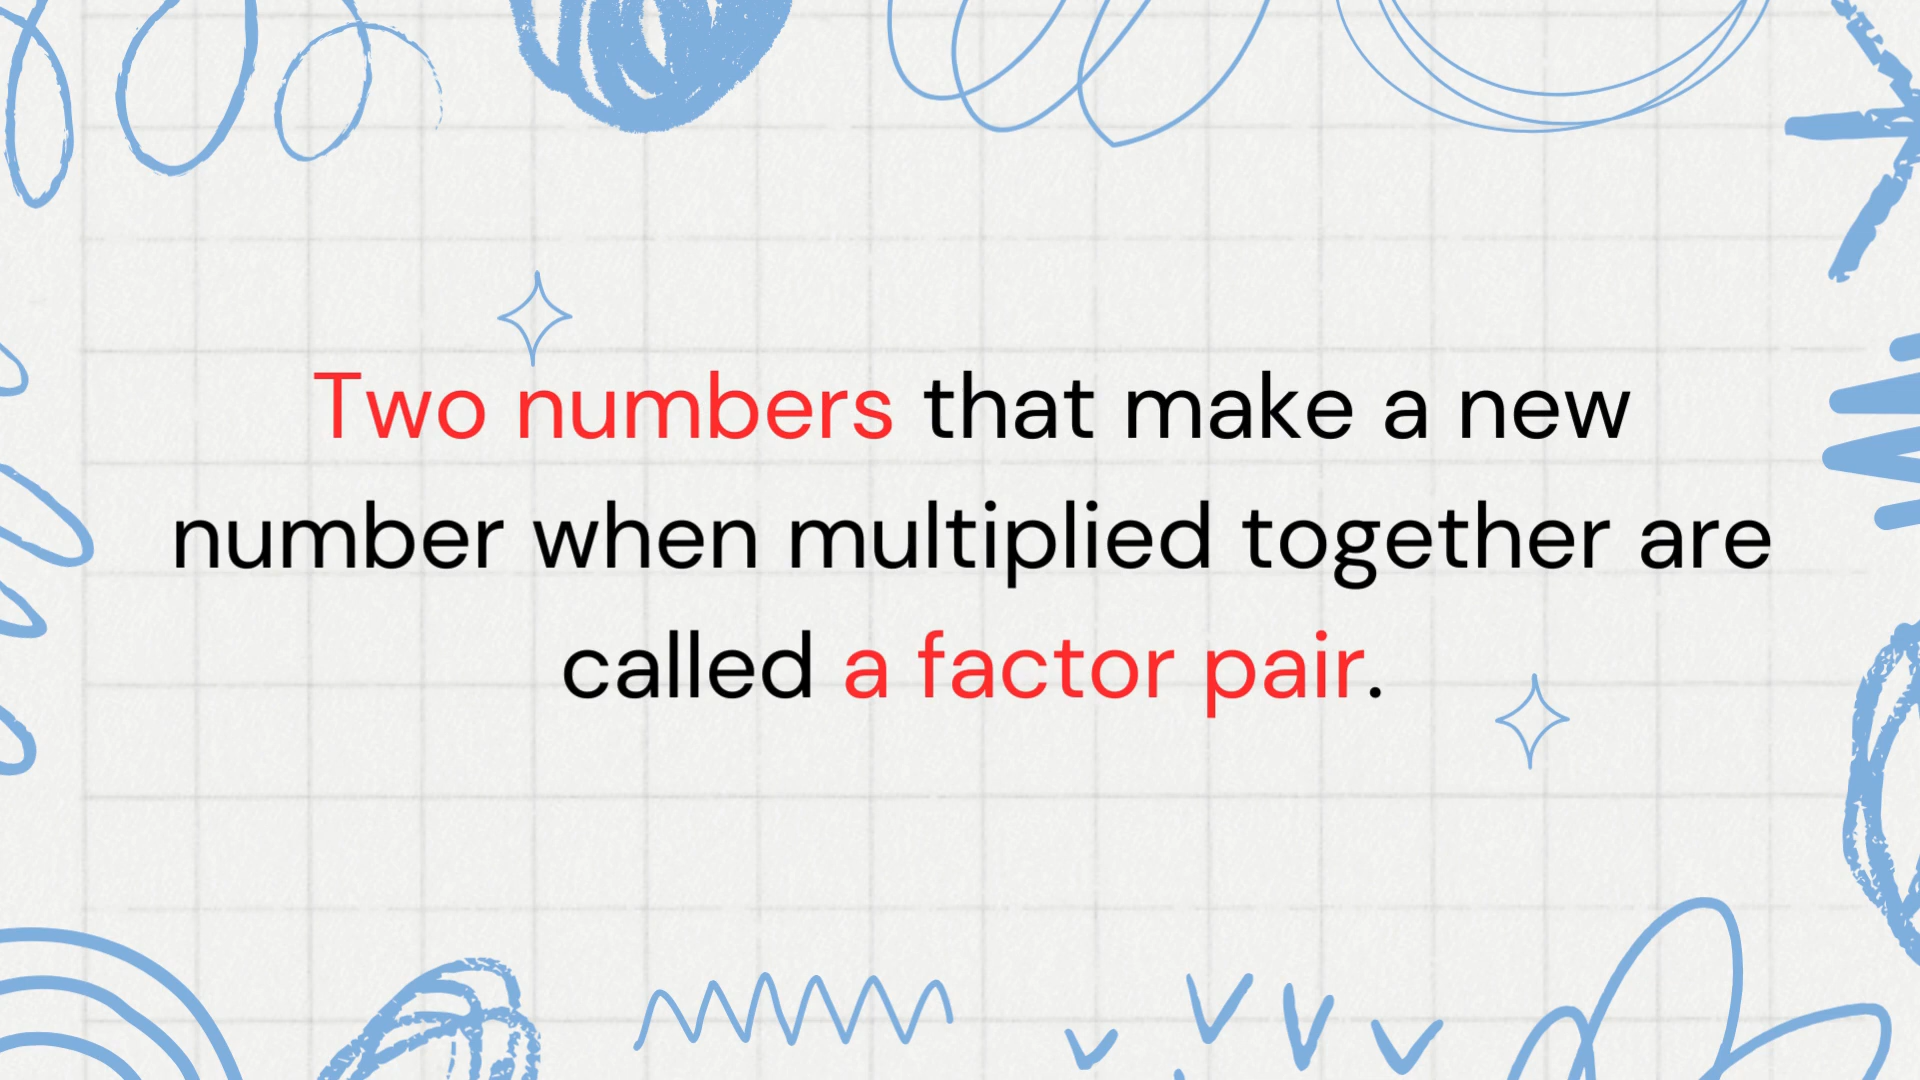 Two numbers that make a new
number when multiplied together are
called a factor pair.